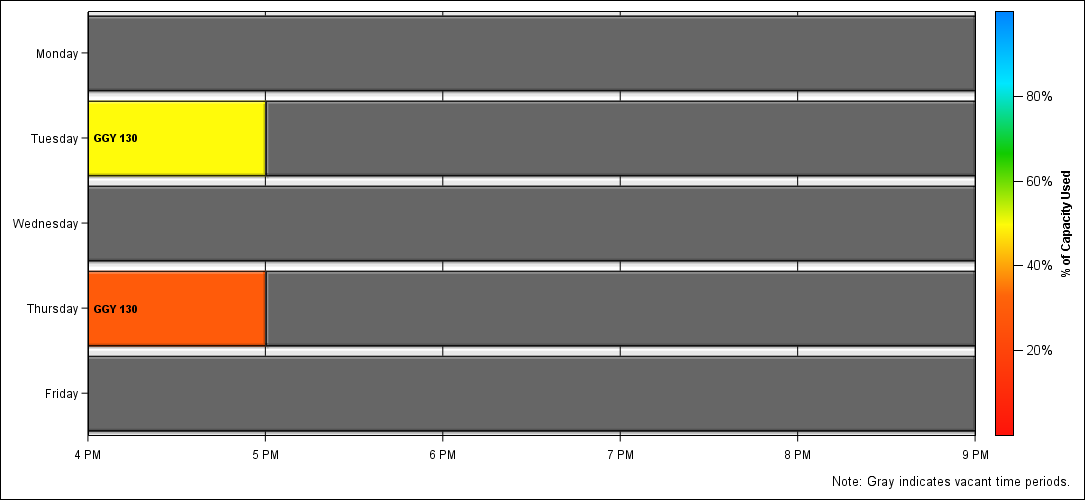 Monday
Tuesday
GGY 130
Wednesday
Thursday
GGY 130
Friday
4 PM
5 PM
6 PM
7 PM
8 PM
9 PM
80%
60%
40%
20%
% of Capacity Used
Note: Gray indicates vacant time periods.